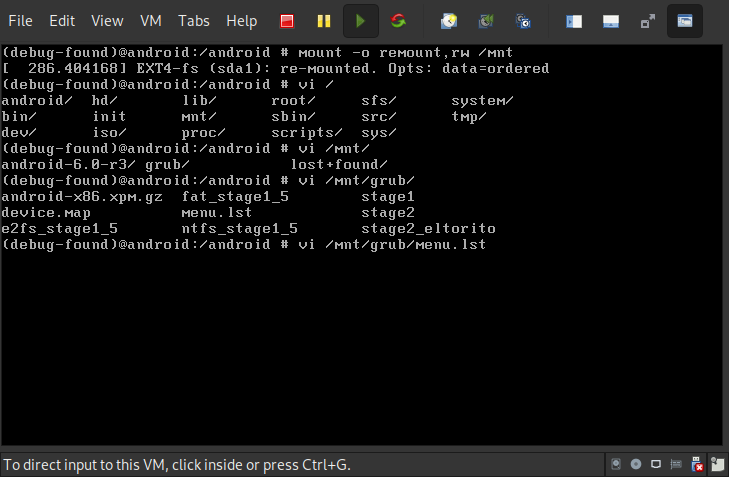 File Edit View VM Tabs Help
(debug-found)@android:/android # mount -o remount,rw /mnt
[  286.404168] EXT4-fs (sda1): re-mounted. Opts: data=ordered
(debug-found)@android:/android # vi /
android/  hd/       lib/      root/     sfs/      system/
bin/      init      mnt/      sbin/     src/      tmp/
dev/      iso/      proc/     scripts/  sys/
(debug-found)@android:/android # vi /mnt/
android-6.0-r3/ grub/           lost+found/
(debug-found)@android:/android # vi /mnt/grub/
android-x86.xpm.gz  fat_stage1_5        stage1
device.map          menu.lst            stage2
e2fs_stage1_5       ntfs_stage1_5       stage2_eltorito
(debug-found)@android:/android # vi /mnt/grub/menu.lst
To direct input to this VM, click inside or press Ctrl+G.